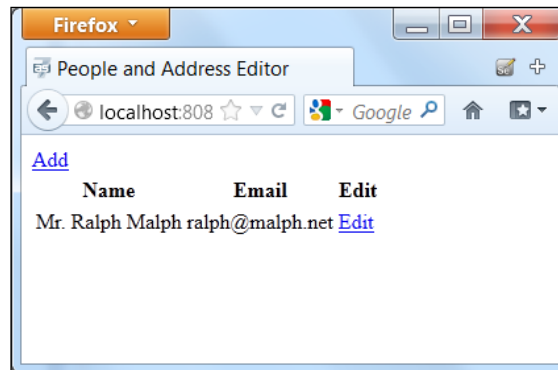 Firefox
People and Address Editor
localhost:808
Google
Add
Name Email Edit
Mr. Ralph Malph ralph@malph.net Edit